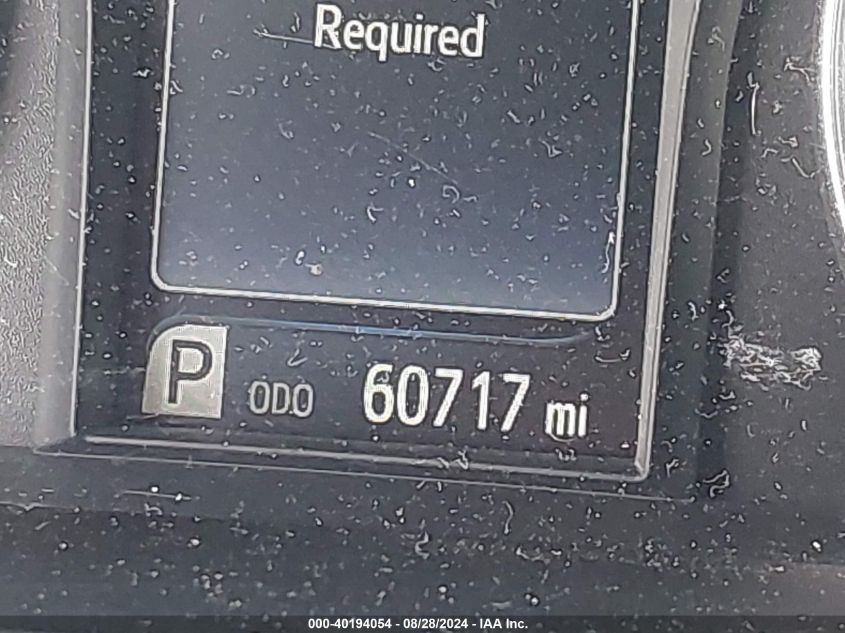 Required
P ODO 60717 mi
000-40194054 - 08/28/2024 - IAA Inc.